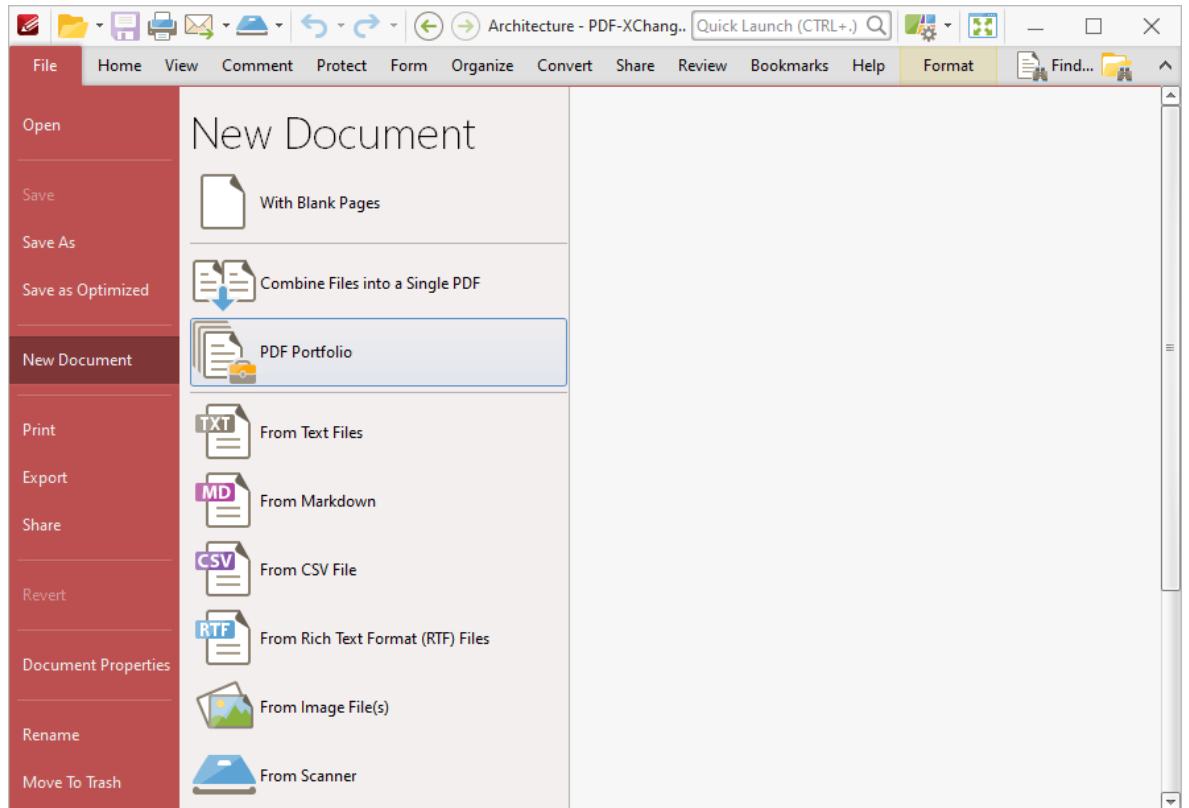 Architecture - PDF-XChang.. Quick Launch (CTRL+.)
File Home View Comment Protect Form Organize Convert Share Review Bookmarks Help Format Find...
Open
Save
Save As
Save as Optimized
New Document
Print
Export
Share
Revert
Document Properties
Rename
Move To Trash
New Document
With Blank Pages
Combine Files into a Single PDF
PDF Portfolio
TXT From Text Files
MD From Markdown
CSV From CSV File
RTF From Rich Text Format (RTF) Files
From Image File(s)
From Scanner